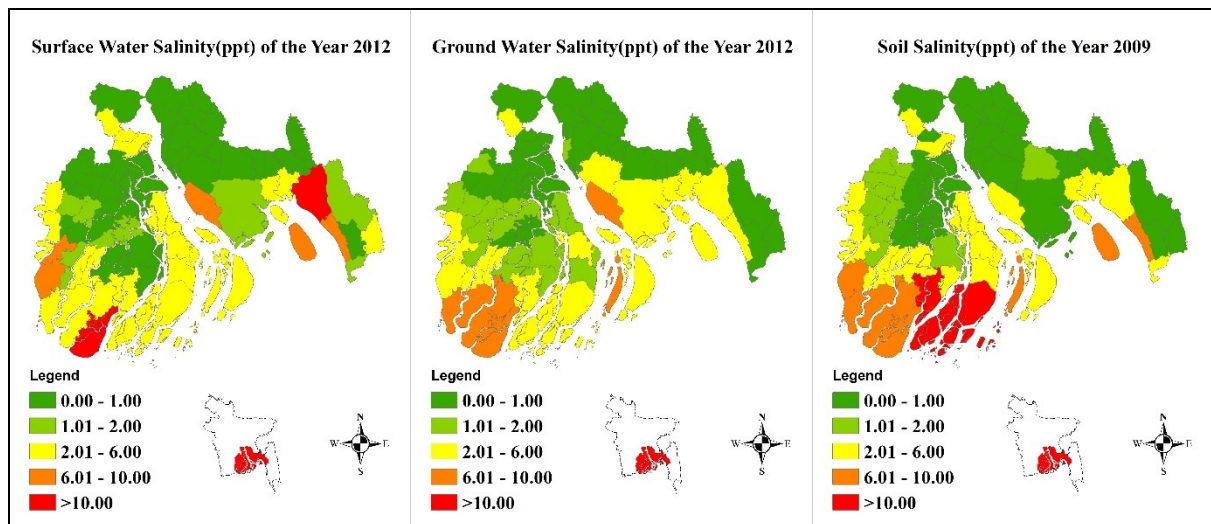 Surface Water Salinity(ppt) of the Year 2012
Legend
0.00 - 1.00
1.01 - 2.00
2.01 - 6.00
6.01 - 10.00
>10.00
N
W E
S
Ground Water Salinity(ppt) of the Year 2012
Legend
0.00 - 1.00
1.01 - 2.00
2.01 - 6.00
6.01 - 10.00
>10.00
N
W E
S
Soil Salinity(ppt) of the Year 2009
Legend
0.00 - 1.00
1.01 - 2.00
2.01 - 6.00
6.01 - 10.00
>10.00
N
W E
S